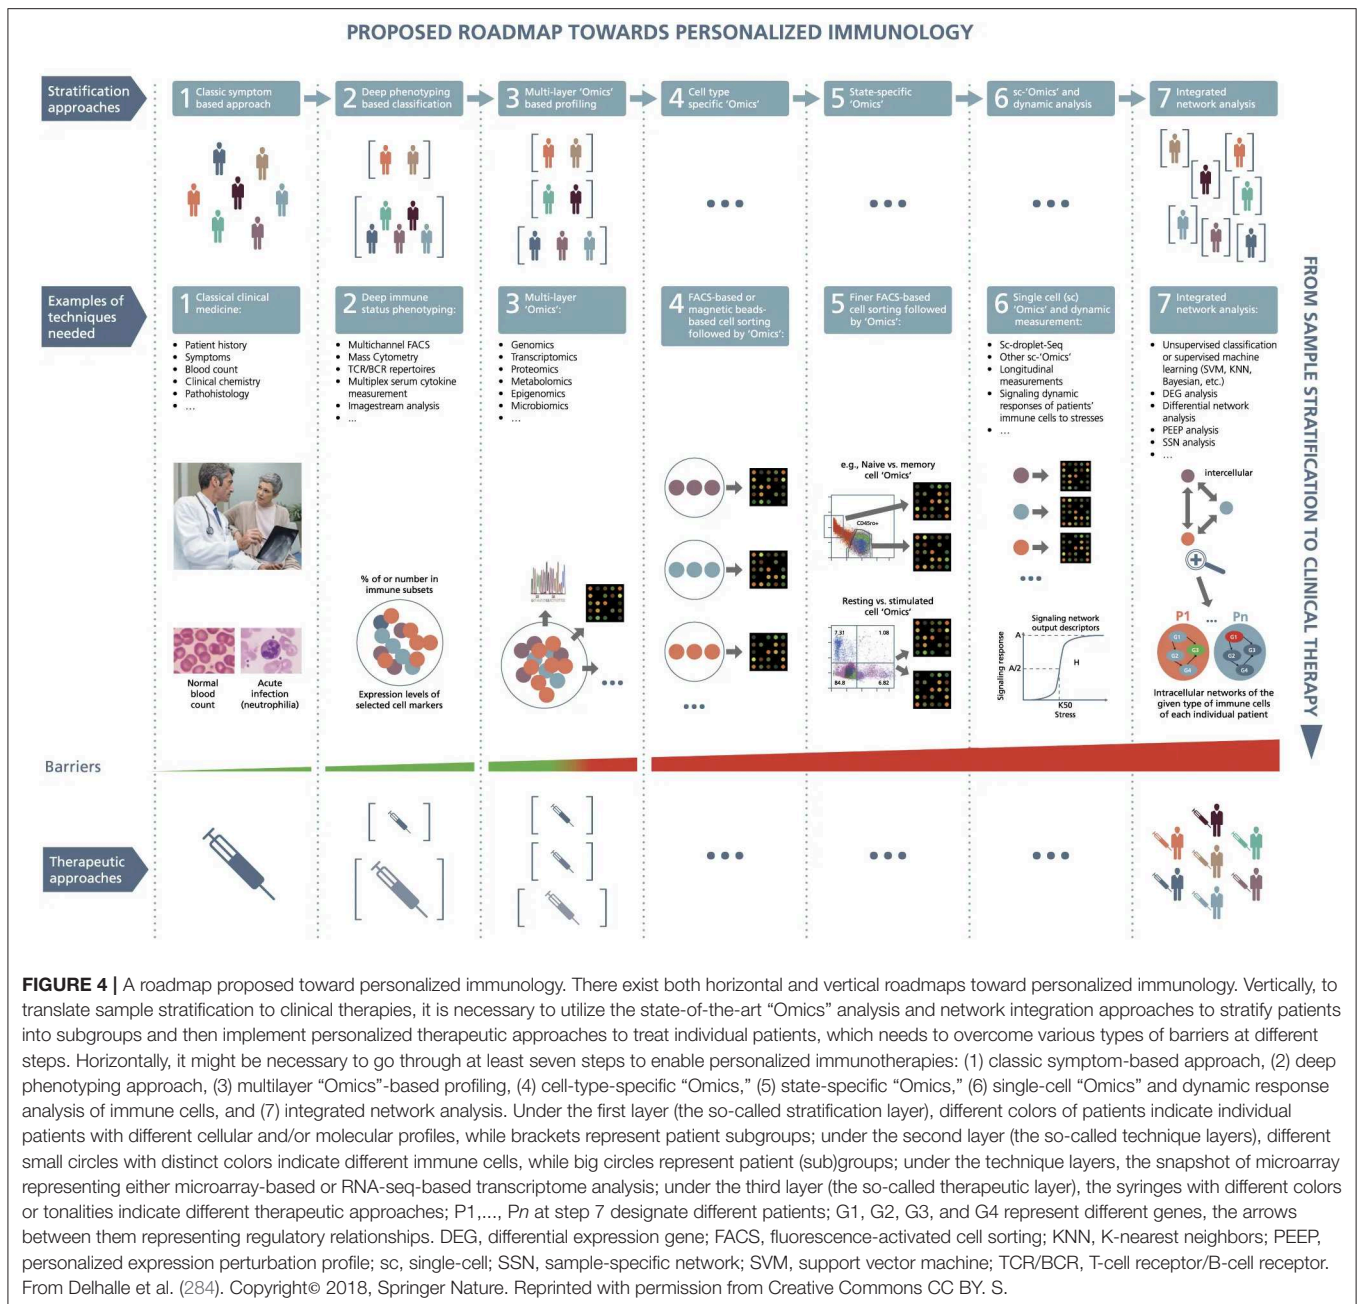 PROPOSED ROADMAP TOWARDS PERSONALIZED IMMUNOLOGY
Stratification
approaches
1 Classic symptom
based approach
2 Deep phenotyping
based classification
3 Multi-layer ‘Omics’
based profiling
4 Cell type
specific ‘Omics’
5 State-specific
‘Omics’
6 sc-‘Omics’ and
dynamic analysis
7 Integrated
network analysis
Examples of
techniques
needed
1 Classical clinical
medicine:
• Patient history
• Symptoms
• Blood count
• Clinical chemistry
• Pathohistology
• ...
Normal
blood
count
Acute
infection
(neutrophilia)
2 Deep immune
status phenotyping:
• Multichannel FACS
• Mass Cytometry
• TCR/BCR repertoires
• Multiplex serum cytokine
measurement
• Imagestream analysis
• ...
% of or number in
immune subsets
Expression levels of
selected cell markers
3 Multi-layer
‘Omics’:
• Genomics
• Transcriptomics
• Proteomics
• Metabolomics
• Epigenomics
• Microbiomics
• ...
4 FACS-based or
magnetic beads-
based cell sorting
followed by ‘Omics’:
5 Finer FACS-based
cell sorting followed
by ‘Omics’:
e.g., Naive vs. memory
cell ‘Omics’
CD45ro+
Resting vs. stimulated
cell ‘Omics’
7.31 1.08
84.8 6.82
6 Single cell (sc)
‘Omics’ and dynamic
measurement:
• Sc-droplet-Seq
• Other sc-‘Omics’
• Longitudinal
measurements
• Signaling dynamic
responses of patients’
immune cells to stresses
• ...
Signaling network
output descriptors
Signaling response
A
A/2
H
K50
Stress
7 Integrated
network analysis:
• Unsupervised classification
or supervised machine
learning (SVM, KNN,
Bayesian, etc.)
• DEG analysis
• Differential network
analysis
• PEEP analysis
• SSN analysis
• ...
intercellular
P1 ... Pn
G1 G2 G3 G4
G1 G2 G3 G4
Intracellular networks of the
given type of immune cells
of each individual patient
FROM SAMPLE STRATIFICATION TO CLINICAL THERAPY
Barriers
Therapeutic
approaches
FIGURE 4 | A roadmap proposed toward personalized immunology. There exist both horizontal and vertical roadmaps toward personalized immunology. Vertically, to
translate sample stratification to clinical therapies, it is necessary to utilize the state-of-the-art “Omics” analysis and network integration approaches to stratify patients
into subgroups and then implement personalized therapeutic approaches to treat individual patients, which needs to overcome various types of barriers at different
steps. Horizontally, it might be necessary to go through at least seven steps to enable personalized immunotherapies: (1) classic symptom-based approach, (2) deep
phenotyping approach, (3) multilayer “Omics”-based profiling, (4) cell-type-specific “Omics,” (5) state-specific “Omics,” (6) single-cell “Omics” and dynamic response
analysis of immune cells, and (7) integrated network analysis. Under the first layer (the so-called stratification layer), different colors of patients indicate individual
patients with different cellular and/or molecular profiles, while brackets represent patient subgroups; under the second layer (the so-called technique layers), different
small circles with distinct colors indicate different immune cells, while big circles represent patient (sub)groups; under the technique layers, the snapshot of microarray
representing either microarray-based or RNA-seq-based transcriptome analysis; under the third layer (the so-called therapeutic layer), the syringes with different colors
or tonalities indicate different therapeutic approaches; P1,..., Pn at step 7 designate different patients; G1, G2, G3, and G4 represent different genes, the arrows
between them representing regulatory relationships. DEG, differential expression gene; FACS, fluorescence-activated cell sorting; KNN, K-nearest neighbors; PEEP,
personalized expression perturbation profile; sc, single-cell; SSN, sample-specific network; SVM, support vector machine; TCR/BCR, T-cell receptor/B-cell receptor.
From Delhalle et al. (284). Copyright© 2018, Springer Nature. Reprinted with permission from Creative Commons CC BY. S.